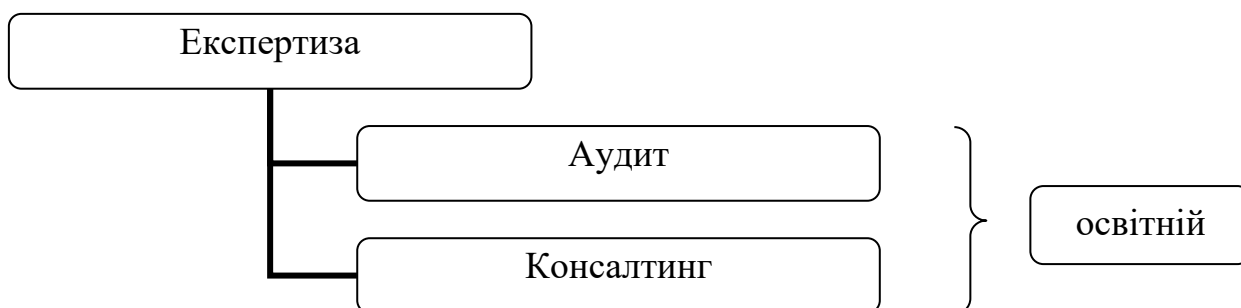 Експертиза
Аудит
освітній
Консалтинг